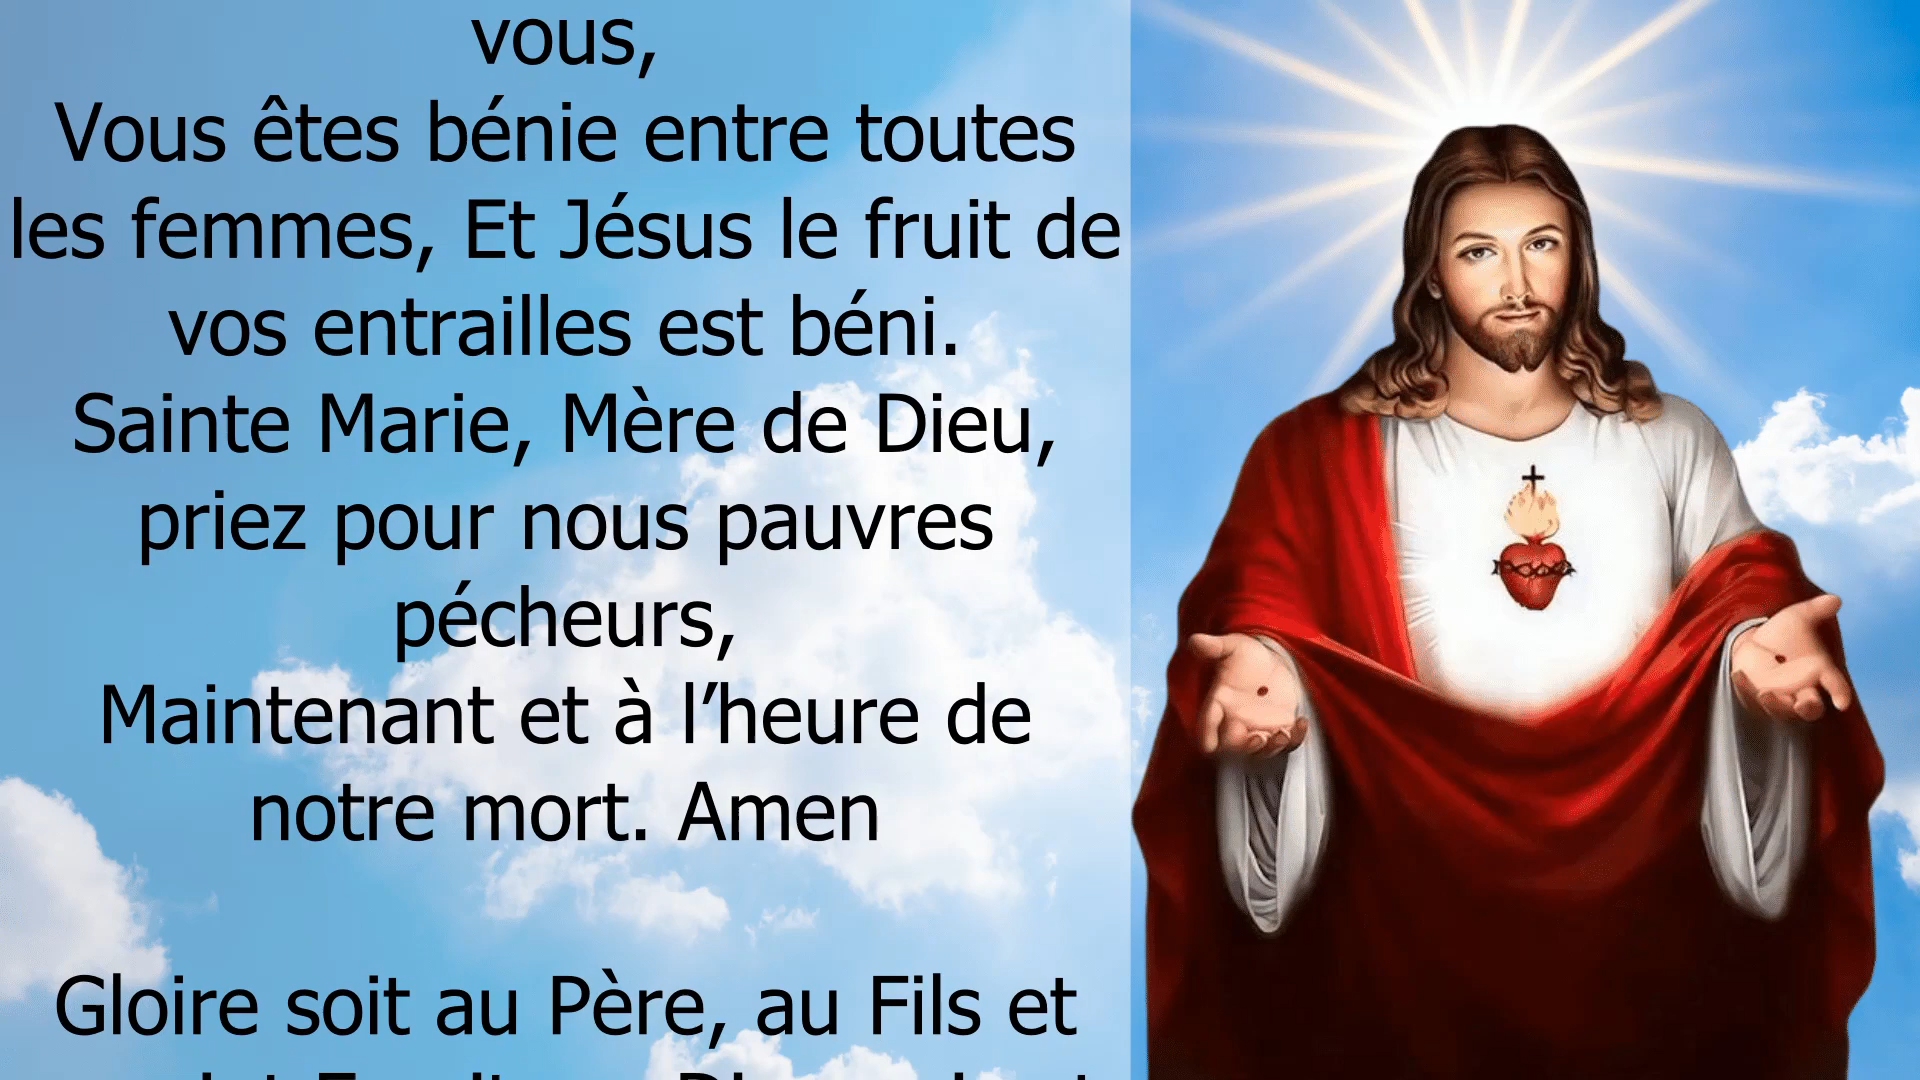 vous,
Vous êtes bénie entre toutes
les femmes, Et Jésus le fruit de
vos entrailles est béni.
Sainte Marie, Mère de Dieu,
priez pour nous pauvres
pécheurs,
Maintenant et à l’heure de
notre mort. Amen
Gloire soit au Père, au Fils et